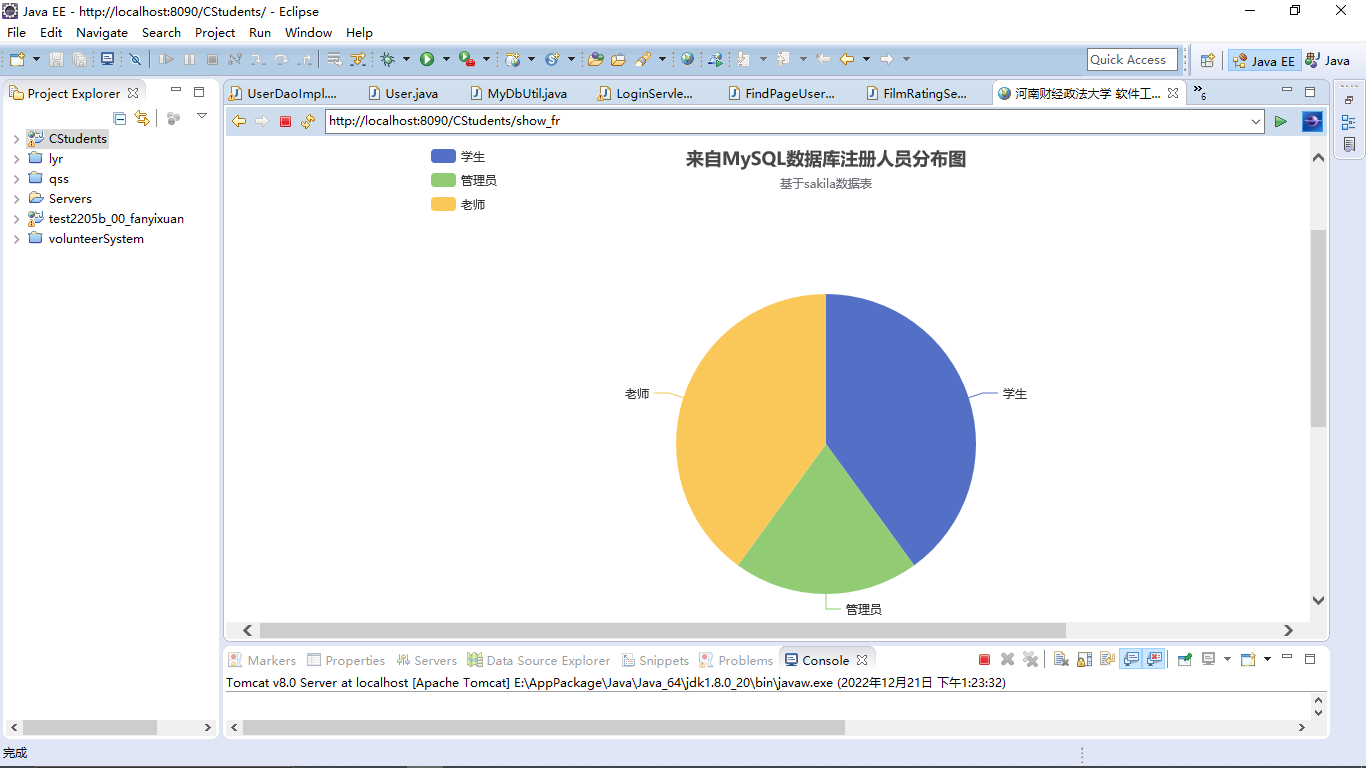 Java EE - http://localhost:8090/CStudents/ - Eclipse
File Edit Navigate Search Project Run Window Help
Quick Access
Java EE
Java
Project Explorer
UserDaoImpl....
User.java
MyDbUtil.java
LoginServle...
FindPageUser...
FilmRatingSe...
河南财经政法大学 软件工...
»6
http://localhost:8090/CStudents/show_fr
CStudents
lyr
qss
Servers
test2205b_00_fanyixuan
volunteerSystem
学生
管理员
老师
来自MySQL数据库注册人员分布图
基于sakila数据表
老师
学生
管理员
Markers Properties Servers Data Source Explorer Snippets Problems Console
Tomcat v8.0 Server at localhost [Apache Tomcat] E:\AppPackage\Java\Java_64\jdk1.8.0_20\bin\javaw.exe (2022年12月21日 下午1:23:32)
完成